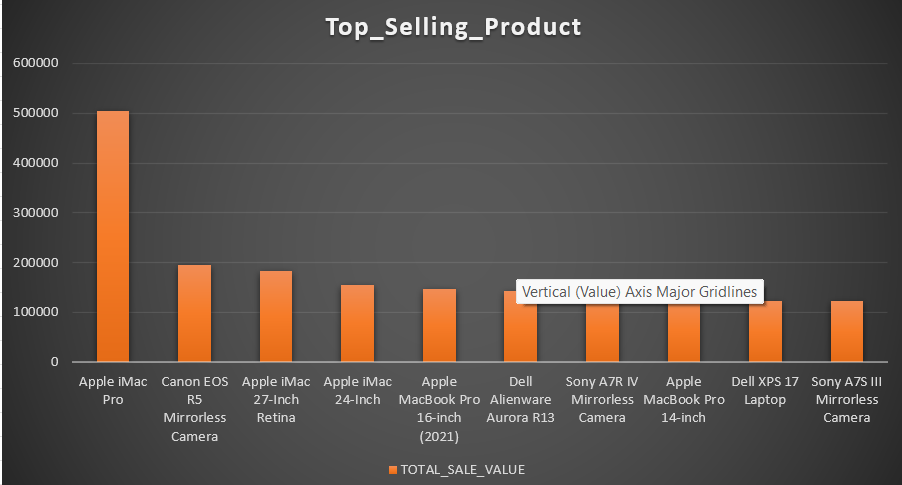 Top_Selling_Product
600000
500000
400000
300000
200000
100000
0
Vertical (Value) Axis Major Gridlines
Apple iMac
Pro
Canon EOS
R5
Mirrorless
Camera
Apple iMac
27-Inch
Retina
Apple iMac
24-Inch
Apple
MacBook Pro
16-inch
(2021)
Dell
Alienware
Aurora R13
Sony A7R IV
Mirrorless
Camera
Apple
MacBook Pro
14-inch
Dell XPS 17
Laptop
Sony A7S III
Mirrorless
Camera
TOTAL_SALE_VALUE